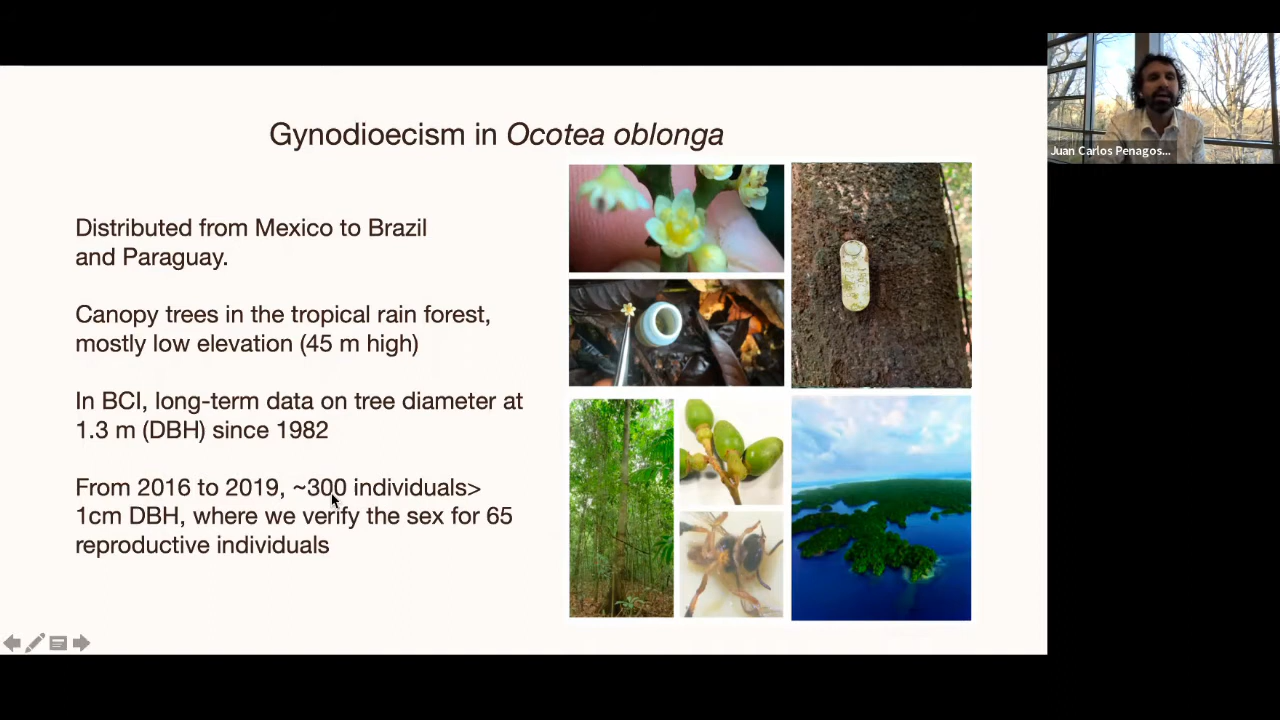 Gynodioecism in Ocotea oblonga
Distributed from Mexico to Brazil
and Paraguay.
Canopy trees in the tropical rain forest,
mostly low elevation (45 m high)
In BCI, long-term data on tree diameter at
1.3 m (DBH) since 1982
From 2016 to 2019, ~300 individuals>
1cm DBH, where we verify the sex for 65
reproductive individuals
Juan Carlos Penagos...